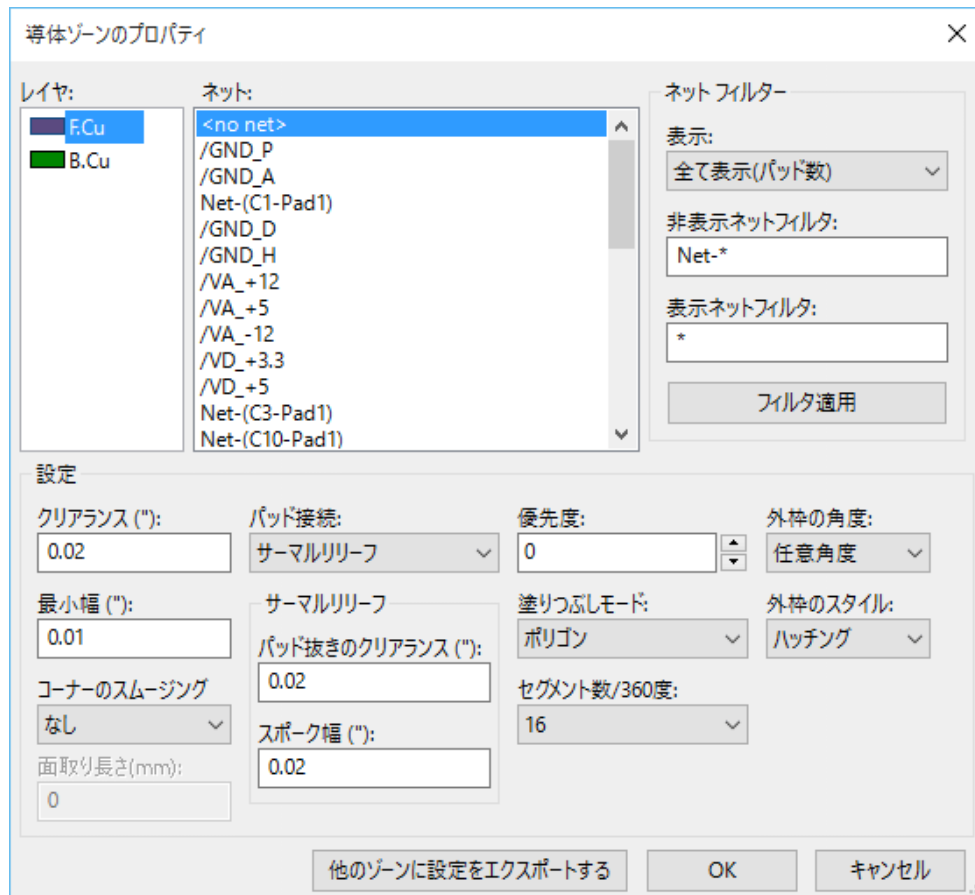 導体ゾーンのプロパティ
レイヤ:
F.Cu
B.Cu
ネット:
<no net>
/GND_P
/GND_A
Net-(C1-Pad1)
/GND_D
/GND_H
/VA_+12
/VA_+5
/VA_-12
/VD_+3.3
/VD_+5
Net-(C3-Pad1)
Net-(C10-Pad1)
ネット フィルター
表示:
全て表示(パッド数)
非表示ネットフィルタ:
Net-*
表示ネットフィルタ:
*
フィルタ適用
設定
クリアランス ("):
0.02
最小幅 ("):
0.01
コーナーのスムージング
なし
面取り長さ(mm):
0
パッド接続:
サーマルリリーフ
サーマルリリーフ
パッド抜きのクリアランス ("):
0.02
スポーク幅 ("):
0.02
優先度:
0
塗りつぶしモード:
ポリゴン
セグメント数/360度:
16
外枠の角度:
任意角度
外枠のスタイル:
ハッチング
他のゾーンに設定をエクスポートする
OK
キャンセル